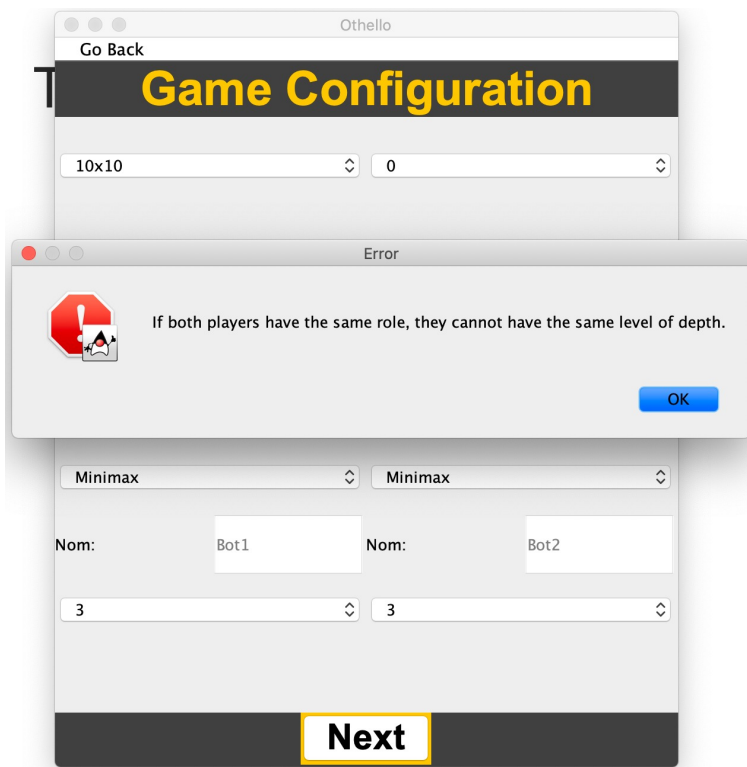 Othello
Go Back
T
Game Configuration
10x10 0
Error
If both players have the same role, they cannot have the same level of depth.
OK
Minimax Minimax
Nom: Bot1 Nom: Bot2
3 3
Next